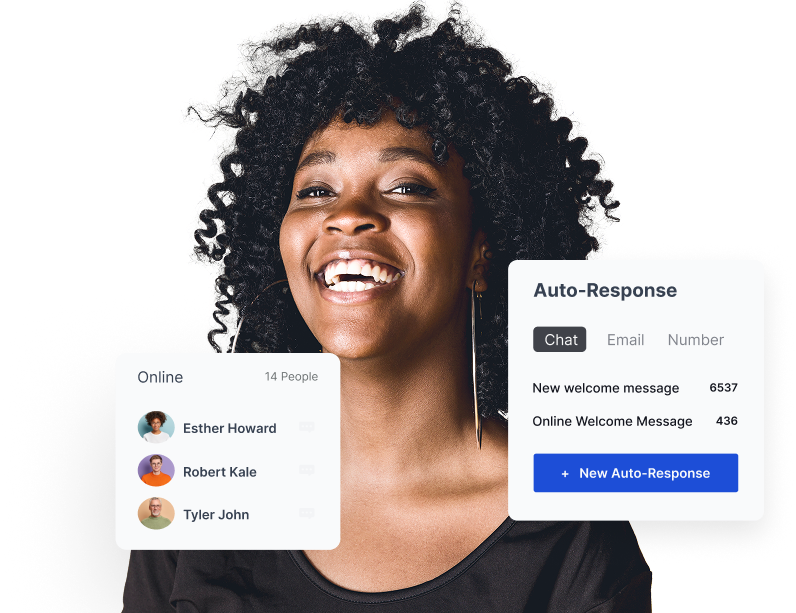 Auto-Response
Chat Email Number
New welcome message 6537
Online Welcome Message 436
+ New Auto-Response
Online 14 People
Esther Howard
Robert Kale
Tyler John